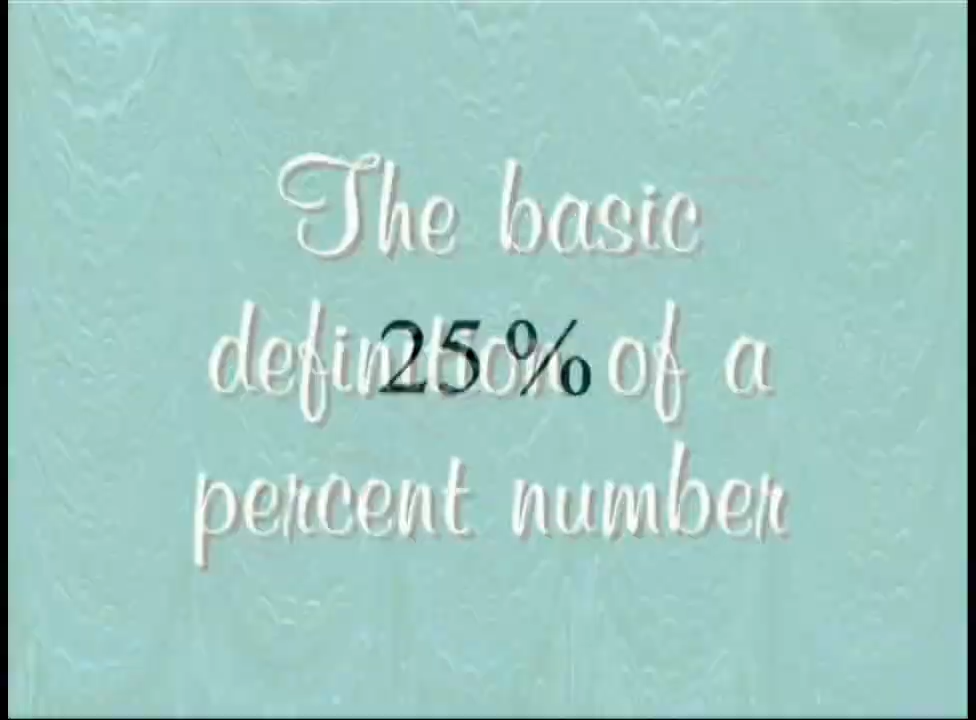 The basic
definition of a
25%
percent number